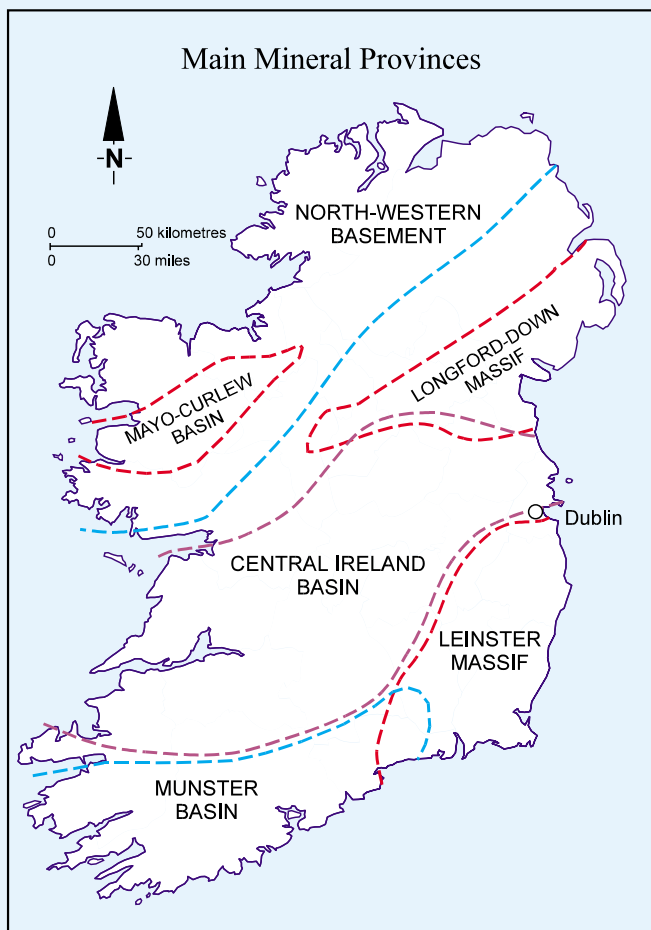 Main Mineral Provinces
N
0 50 kilometres
0 30 miles
NORTH-WESTERN
BASEMENT
LONGFORD-DOWN
MASSIF
MAYO-CURLEW
BASIN
Dublin
CENTRAL IRELAND
BASIN
LEINSTER
MASSIF
MUNSTER
BASIN